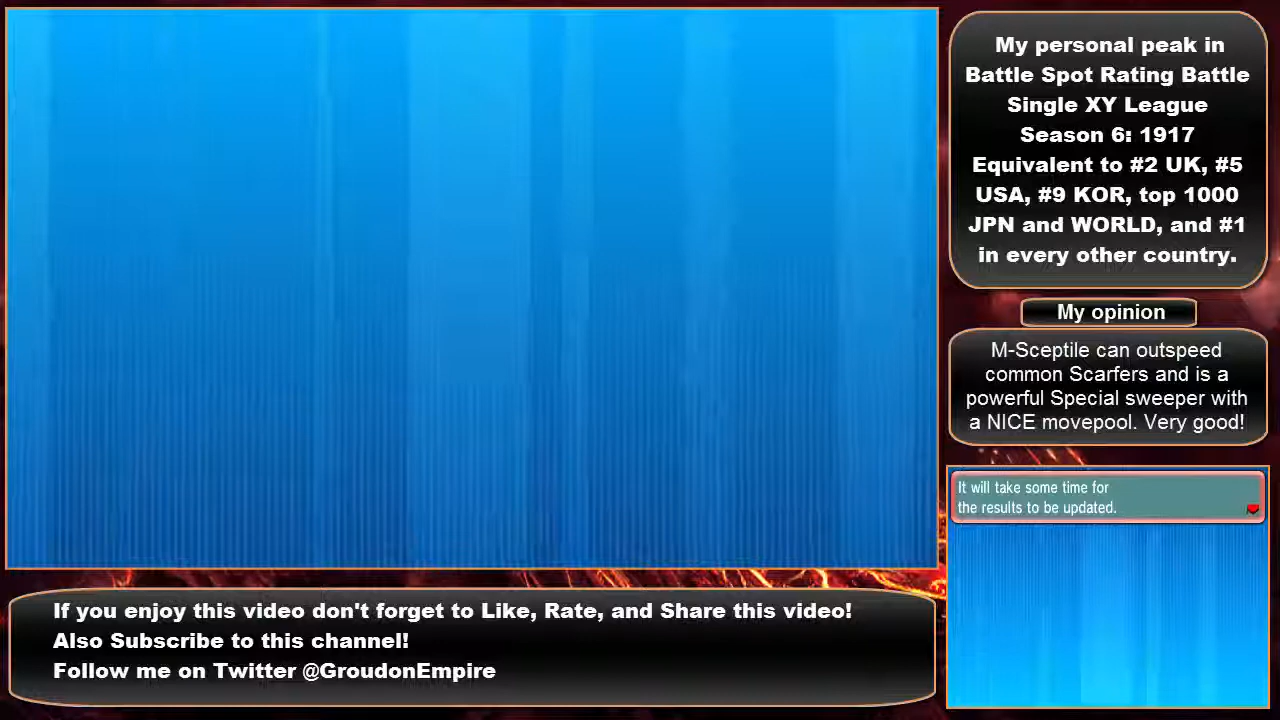 My personal peak in
Battle Spot Rating Battle
Single XY League
Season 6: 1917
Equivalent to #2 UK, #5
USA, #9 KOR, top 1000
JPN and WORLD, and #1
in every other country.
My opinion
M-Sceptile can outspeed
common Scarfers and is a
powerful Special sweeper with
a NICE movepool. Very good!
It will take some time for
the results to be updated.
If you enjoy this video don't forget to Like, Rate, and Share this video!
Also Subscribe to this channel!
Follow me on Twitter @GroudonEmpire